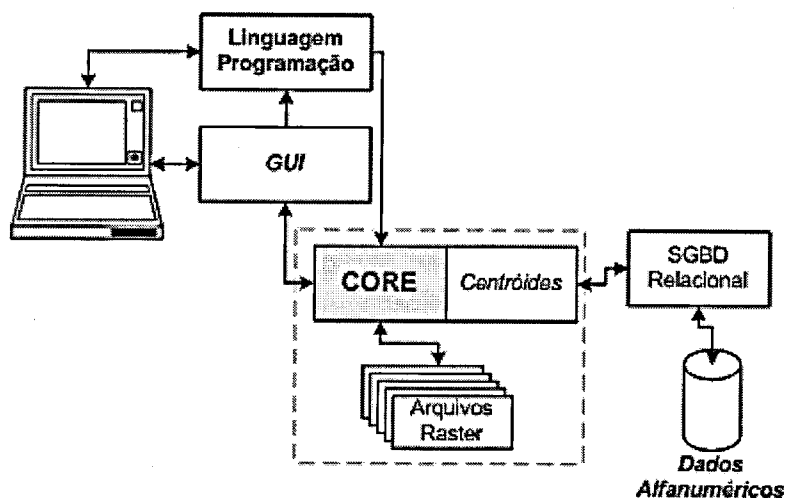 Linguagem
Programação
GUI
CORE
Centróides
SGBD
Relacional
Arquivos
Raster
Dados
Alfanuméricos